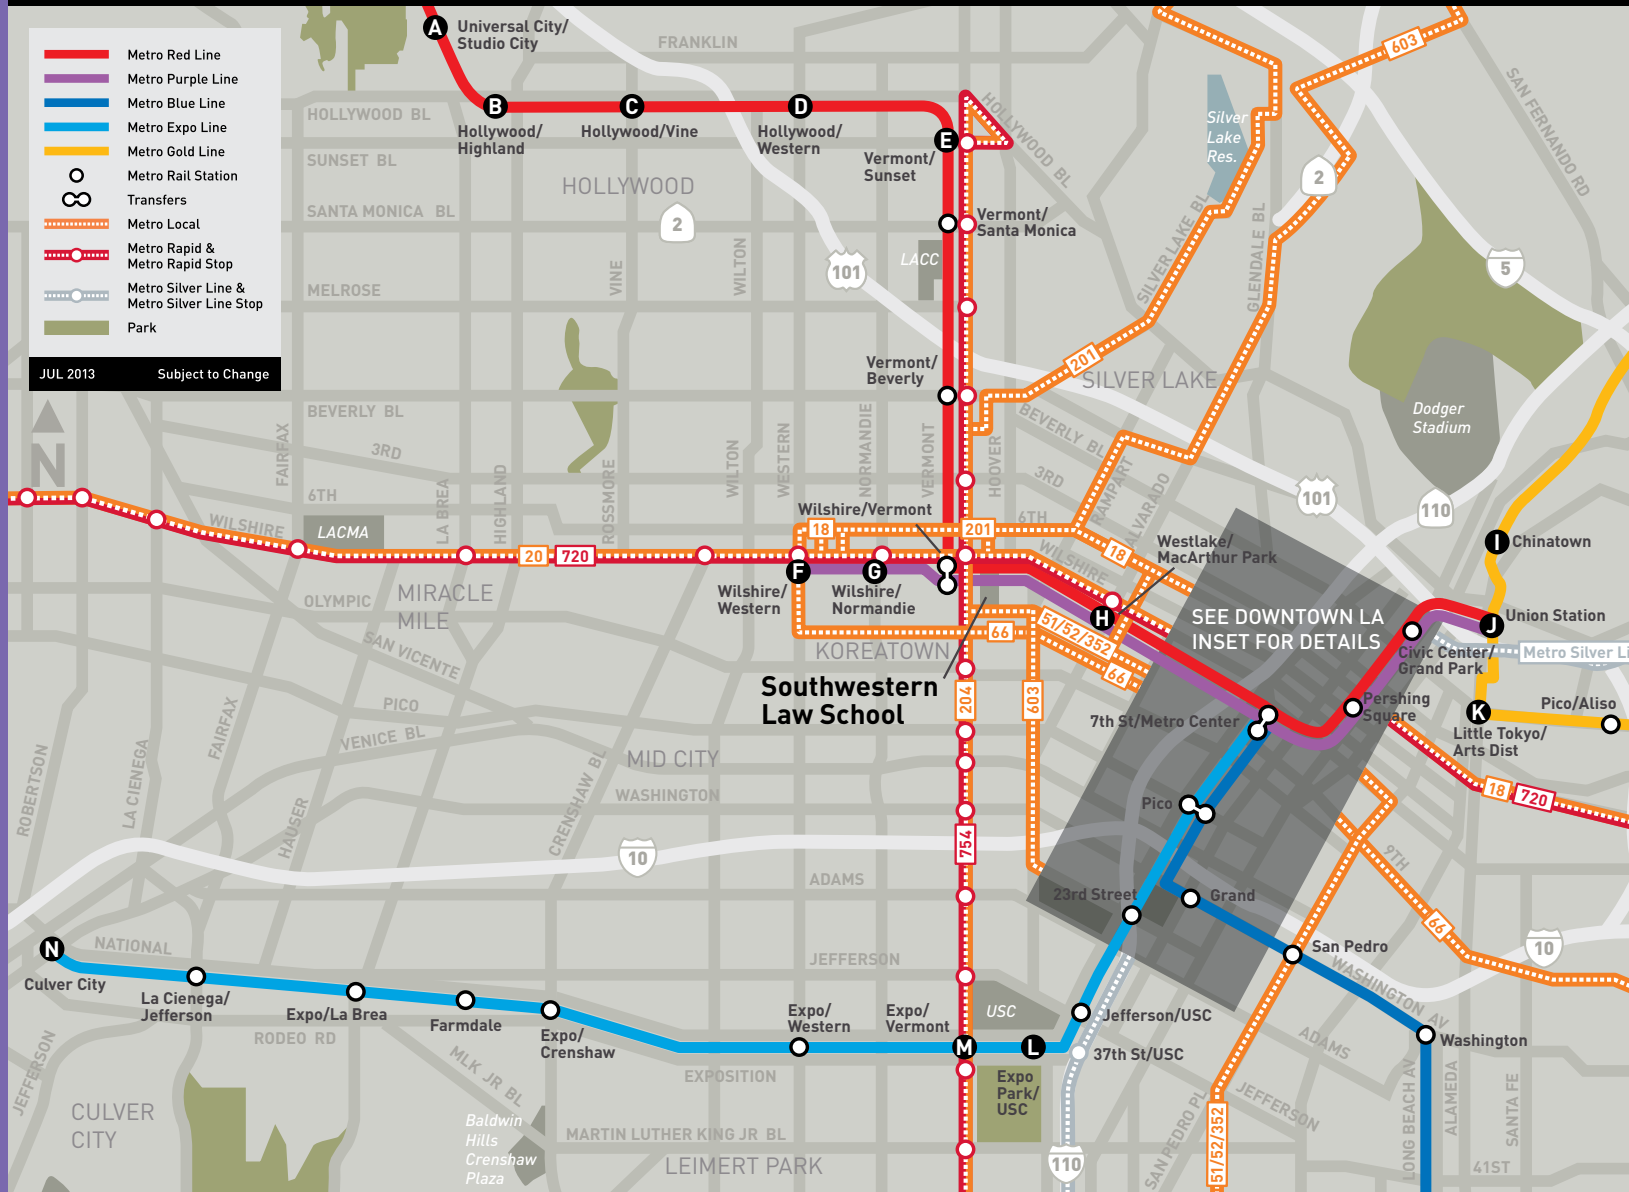 Metro Red Line
Metro Purple Line
Metro Blue Line
Metro Expo Line
Metro Gold Line
Metro Rail Station
Transfers
Metro Local
Metro Rapid &
Metro Rapid Stop
Metro Silver Line &
Metro Silver Line Stop
Park
JUL 2013
Subject to Change
N
A
Universal City/
Studio City
FRANKLIN
603
SAN FERNANDO RD
B
Hollywood/
Highland
C
Hollywood/Vine
D
Hollywood/
Western
E
Vermont/
Sunset
HOLLYWOOD BL
HOLLYWOOD BL
SUNSET BL
HOLLYWOOD
SANTA MONICA BL
2
Vermont/
Santa Monica
LACC
101
VINE
WILTON
MELROSE
Silver
Lake
Res.
2
SILVER LAKE BL
GLENDALE BL
5
201
SILVER LAKE
Vermont/
Beverly
BEVERLY BL
BEVERLY BL
Dodger
Stadium
3RD
3RD
FAIRFAX
LA BREA
HIGHLAND
ROSSMORE
WILTON
WESTERN
NORMANDIE
VERMONT
HOOVER
RAMPART
ALVARADO
101
110
6TH
6TH
WILSHIRE
WILSHIRE
LACMA
Wilshire/Vermont
18
201
18
20
720
F
Wilshire/
Western
G
Wilshire/
Normandie
Westlake/
MacArthur Park
H
I
Chinatown
OLYMPIC
MIRACLE
MILE
SAN VICENTE
66
51/52/352
66
KOREATOWN
Southwestern
Law School
204
603
SEE DOWNTOWN LA
INSET FOR DETAILS
J
Union Station
Civic Center/
Grand Park
Metro Silver Li
Pershing
Square
7th St/Metro Center
K
Little Tokyo/
Arts Dist
Pico/Aliso
PICO
VENICE BL
FAIRFAX
ROBERTSON
LA CIENEGA
HAUSER
CRENSHAW BL
MID CITY
WASHINGTON
18
720
Pico
10
754
9TH
ADAMS
23rd Street
Grand
66
San Pedro
10
WASHINGTON AV
N
Culver City
NATIONAL
JEFFERSON
La Cienega/
Jefferson
Expo/La Brea
Farmdale
Expo/
Crenshaw
Expo/
Western
Expo/
Vermont
M
L
USC
Jefferson/USC
37th St/USC
Washington
ADAMS
RODEO RD
MLK JR BL
EXPOSITION
Expo
Park/
USC
JEFFERSON
JEFFERSON
CULVER
CITY
Baldwin
Hills
Crenshaw
Plaza
MARTIN LUTHER KING JR BL
LEIMERT PARK
110
SAN PEDRO PL
51/52/352
LONG BEACH AV
ALAMEDA
SANTA FE
41ST